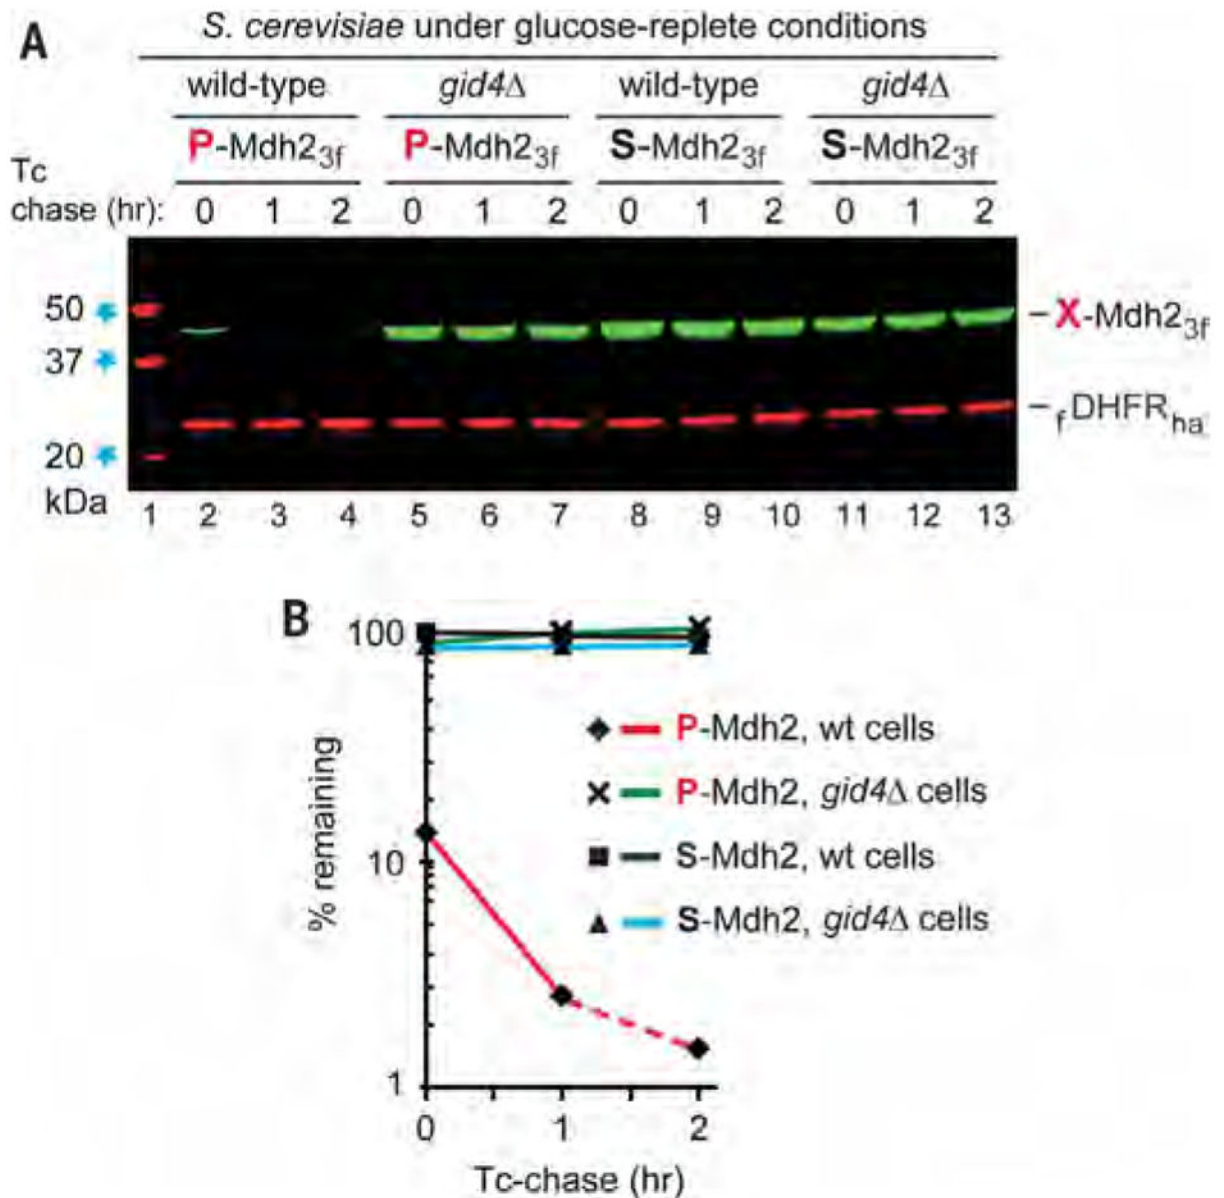 A
S. cerevisiae under glucose-replete conditions
wild-type gid4Δ wild-type gid4Δ
P-Mdh23f P-Mdh23f S-Mdh23f S-Mdh23f
Tc
chase (hr): 0 1 2 0 1 2 0 1 2 0 1 2
50
37
20
kDa
X-Mdh23f
fDHFRha
1 2 3 4 5 6 7 8 9 10 11 12 13
B
100
10
1
% remaining
P-Mdh2, wt cells
P-Mdh2, gid4Δ cells
S-Mdh2, wt cells
S-Mdh2, gid4Δ cells
0 1 2
Tc-chase (hr)